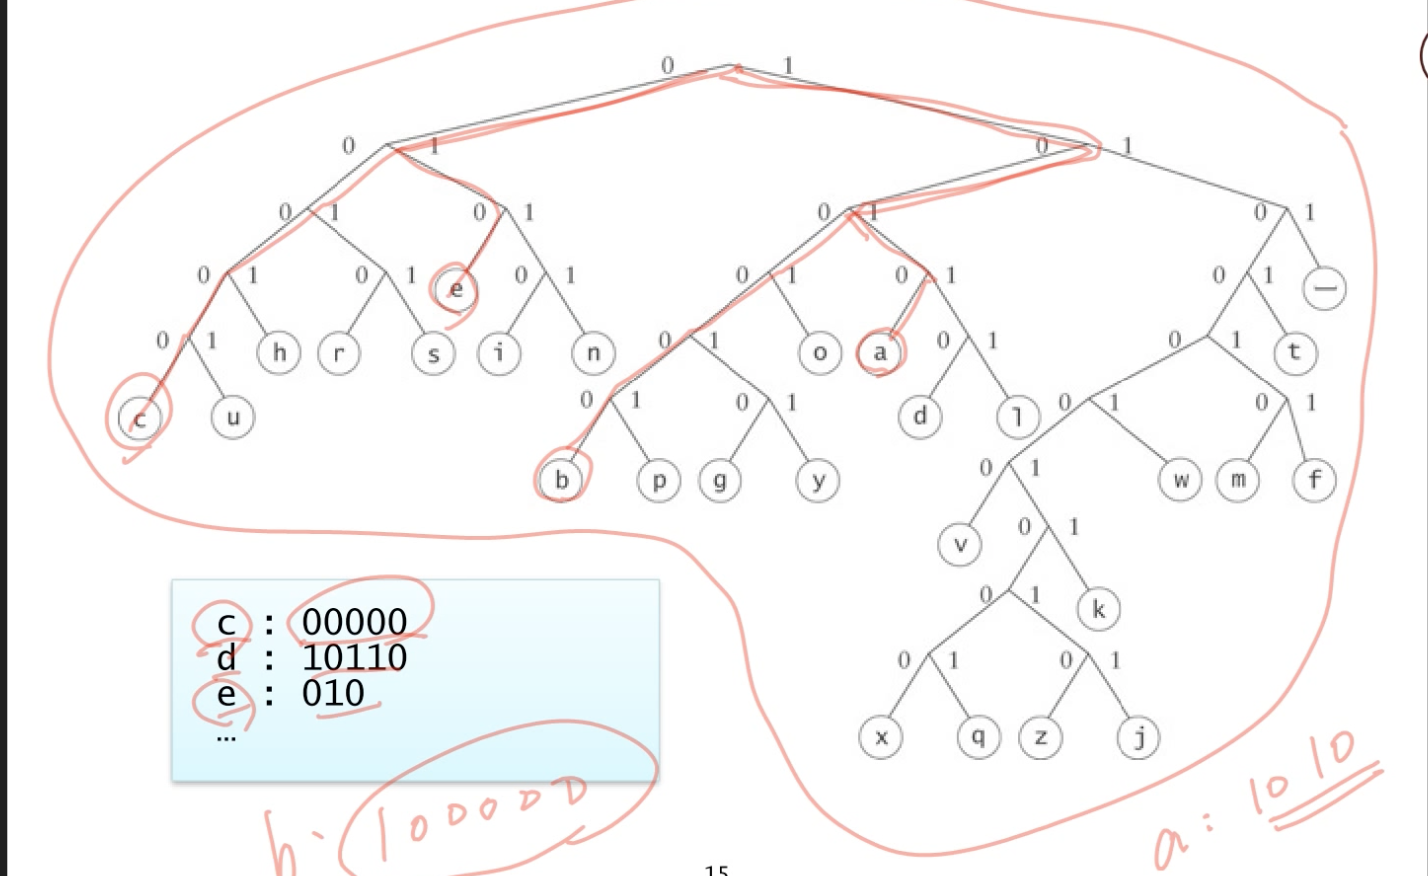 0 1
0 1 0 1
0 1 0 1 0 1 0 1
0 1 0 1 e 0 1 0 1 0 1 0 1 —
0 1 h r s i n 0 1 o a 0 1 0 1 t
c u 0 1 0 1 d l 0 1 0 1
b p g y 0 1 w m f
v 0 1
0 1 k
0 1 0 1
x q z j
c : 00000
d : 10110
e : 010
...
b: 100000
a: 1010
15